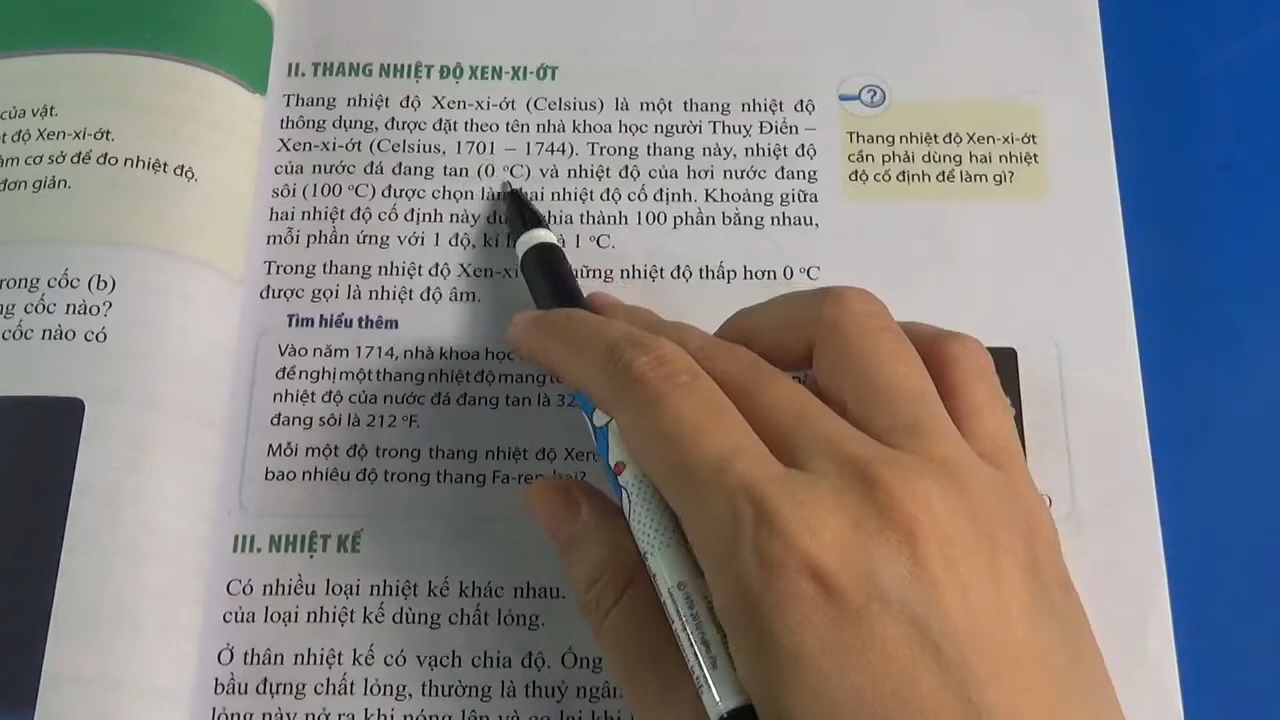 của vật.
độ Xen-xi-ớt.
làm cơ sở để đo nhiệt độ,
đơn giản.
rong cốc (b)
cốc nào?
cốc nào có
II. THANG NHIỆT ĐỘ XEN-XI-ỚT
Thang nhiệt độ Xen-xi-ớt (Celsius) là một thang nhiệt độ
thông dụng, được đặt theo tên nhà khoa học người Thuỵ Điển –
Xen-xi-ớt (Celsius, 1701 – 1744). Trong thang này, nhiệt độ
của nước đá đang tan (0 °C) và nhiệt độ của hơi nước đang
sôi (100 °C) được chọn làm hai nhiệt độ cố định. Khoảng giữa
hai nhiệt độ cố định này chia thành 100 phần bằng nhau,
mỗi phần ứng với 1 độ, kí là 1 °C.
Trong thang nhiệt độ Xen-xi những nhiệt độ thấp hơn 0 °C
được gọi là nhiệt độ âm.
?
Thang nhiệt độ Xen-xi-ớt
cần phải dùng hai nhiệt
độ cố định để làm gì?
Tìm hiểu thêm
Vào năm 1714, nhà khoa học
đề nghị một thang nhiệt độ mang
nhiệt độ của nước đá đang tan là 32
đang sôi là 212 °F.
Mỗi một độ trong thang nhiệt độ Xen
bao nhiêu độ trong thang Fa-ren-hai?
III. NHIỆT KẾ
Có nhiều loại nhiệt kế khác nhau.
của loại nhiệt kế dùng chất lỏng.
Ở thân nhiệt kế có vạch chia độ. Ống
bầu đựng chất lỏng, thường là thuỷ ngân
lỏng này nở ra khi nóng lên và co lại khi